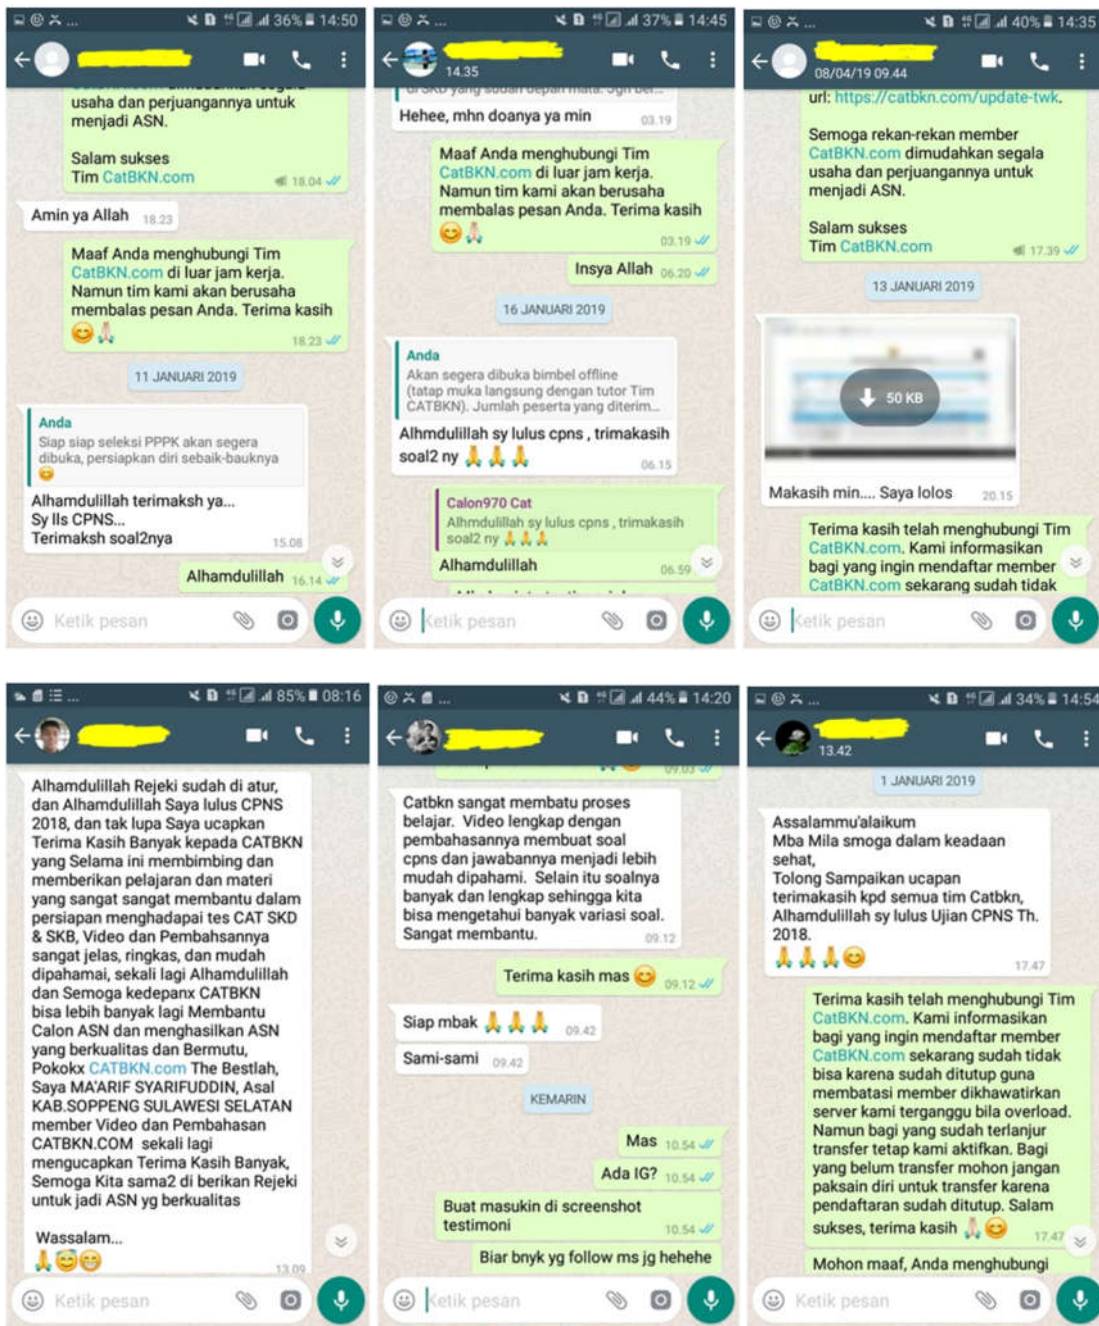 36% 14:50
usaha dan perjuangannya untuk
menjadi ASN.
Salam sukses
Tim CatBKN.com 18.04
Amin ya Allah 18.23
Maaf Anda menghubungi Tim
CatBKN.com di luar jam kerja.
Namun tim kami akan berusaha
membalas pesan Anda. Terima kasih
😊🙏 18.23
11 JANUARI 2019
Anda
Siap siap seleksi PPPK akan segera
dibuka, persiapkan diri sebaik-bauknya
😊
Alhamdulillah terimaksh ya...
Sy lls CPNS...
Terimaksh soal2nya 15.08
Alhamdulillah 16.14
Ketik pesan
37% 14:45
14.35
Hehee, mhn doanya ya min 03.19
Maaf Anda menghubungi Tim
CatBKN.com di luar jam kerja.
Namun tim kami akan berusaha
membalas pesan Anda. Terima kasih
😊🙏 03.19
Insya Allah 06.20
16 JANUARI 2019
Anda
Akan segera dibuka bimbel offline
(tatap muka langsung dengan tutor Tim
CATBKN). Jumlah peserta yang diterim...
Alhmdulillah sy lulus cpns , trimakasih
soal2 ny 🙏🙏🙏 06.15
Calon970 Cat
Alhmdulillah sy lulus cpns , trimakasih
soal2 ny 🙏🙏🙏
Alhamdulillah 06.59
Ketik pesan
40% 14:35
08/04/19 09.44
url: https://catbkn.com/update-twk.
Semoga rekan-rekan member
CatBKN.com dimudahkan segala
usaha dan perjuangannya untuk
menjadi ASN.
Salam sukses
Tim CatBKN.com 17.39
13 JANUARI 2019
50 KB
Makasih min.... Saya lolos 20.15
Terima kasih telah menghubungi Tim
CatBKN.com. Kami informasikan
bagi yang ingin mendaftar member
CatBKN.com sekarang sudah tidak
Ketik pesan
85% 08:16
Alhamdulillah Rejeki sudah di atur,
dan Alhamdulillah Saya lulus CPNS
2018, dan tak lupa Saya ucapkan
Terima Kasih Banyak kepada CATBKN
yang Selama ini membimbing dan
memberikan pelajaran dan materi
yang sangat sangat membantu dalam
persiapan menghadapai tes CAT SKD
& SKB, Video dan Pembahsannya
sangat jelas, ringkas, dan mudah
dipahamai, sekali lagi Alhamdulillah
dan Semoga kedepanx CATBKN
bisa lebih banyak lagi Membantu
Calon ASN dan menghasilkan ASN
yang berkualitas dan Bermutu,
Pokokx CATBKN.com The Bestlah,
Saya MA'ARIF SYARIFUDDIN, Asal
KAB.SOPPENG SULAWESI SELATAN
member Video dan Pembahasan
CATBKN.COM sekali lagi
mengucapkan Terima Kasih Banyak,
Semoga Kita sama2 di berikan Rejeki
untuk jadi ASN yg berkualitas
Wassalam...
🙏😇😁 13.09
Ketik pesan
44% 14:20
09.03
Catbkn sangat membatu proses
belajar. Video lengkap dengan
pembahasannya membuat soal
cpns dan jawabannya menjadi lebih
mudah dipahami. Selain itu soalnya
banyak dan lengkap sehingga kita
bisa mengetahui banyak variasi soal.
Sangat membantu. 09.12
Terima kasih mas 😊 09.12
Siap mbak 🙏🙏🙏 09.42
Sami-sami 09.42
KEMARIN
Mas 10.54
Ada IG? 10.54
Buat masukin di screenshot
testimoni 10.54
Biar bnyk yg follow ms jg hehehe
Ketik pesan
34% 14:54
13.42
1 JANUARI 2019
Assalammu'alaikum
Mba Mila smoga dalam keadaan
sehat,
Tolong Sampaikan ucapan
terimakasih kpd semua tim Catbkn,
Alhamdulillah sy lulus Ujian CPNS Th.
2018.
🙏🙏🙏😊 17.47
Terima kasih telah menghubungi Tim
CatBKN.com. Kami informasikan
bagi yang ingin mendaftar member
CatBKN.com sekarang sudah tidak
bisa karena sudah ditutup guna
membatasi member dikhawatirkan
server kami terganggu bila overload.
Namun bagi yang sudah terlanjur
transfer tetap kami aktifkan. Bagi
yang belum transfer mohon jangan
paksain diri untuk transfer karena
pendaftaran sudah ditutup. Salam
sukses, terima kasih 🙏😊 17.47
Mohon maaf, Anda menghubungi
Ketik pesan